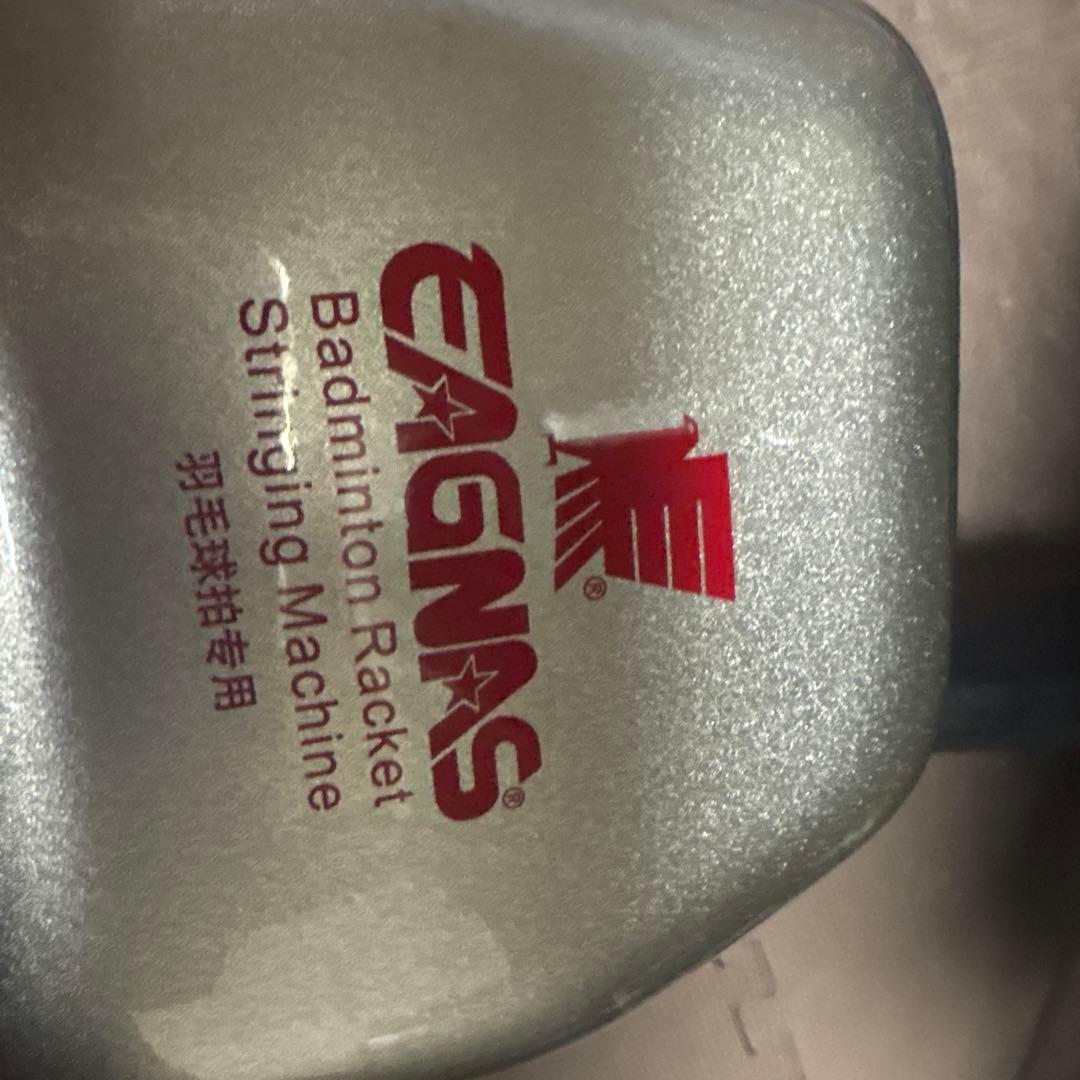 ®
EAGNAS®
Badminton Racket
Stringing Machine
羽毛球拍专用